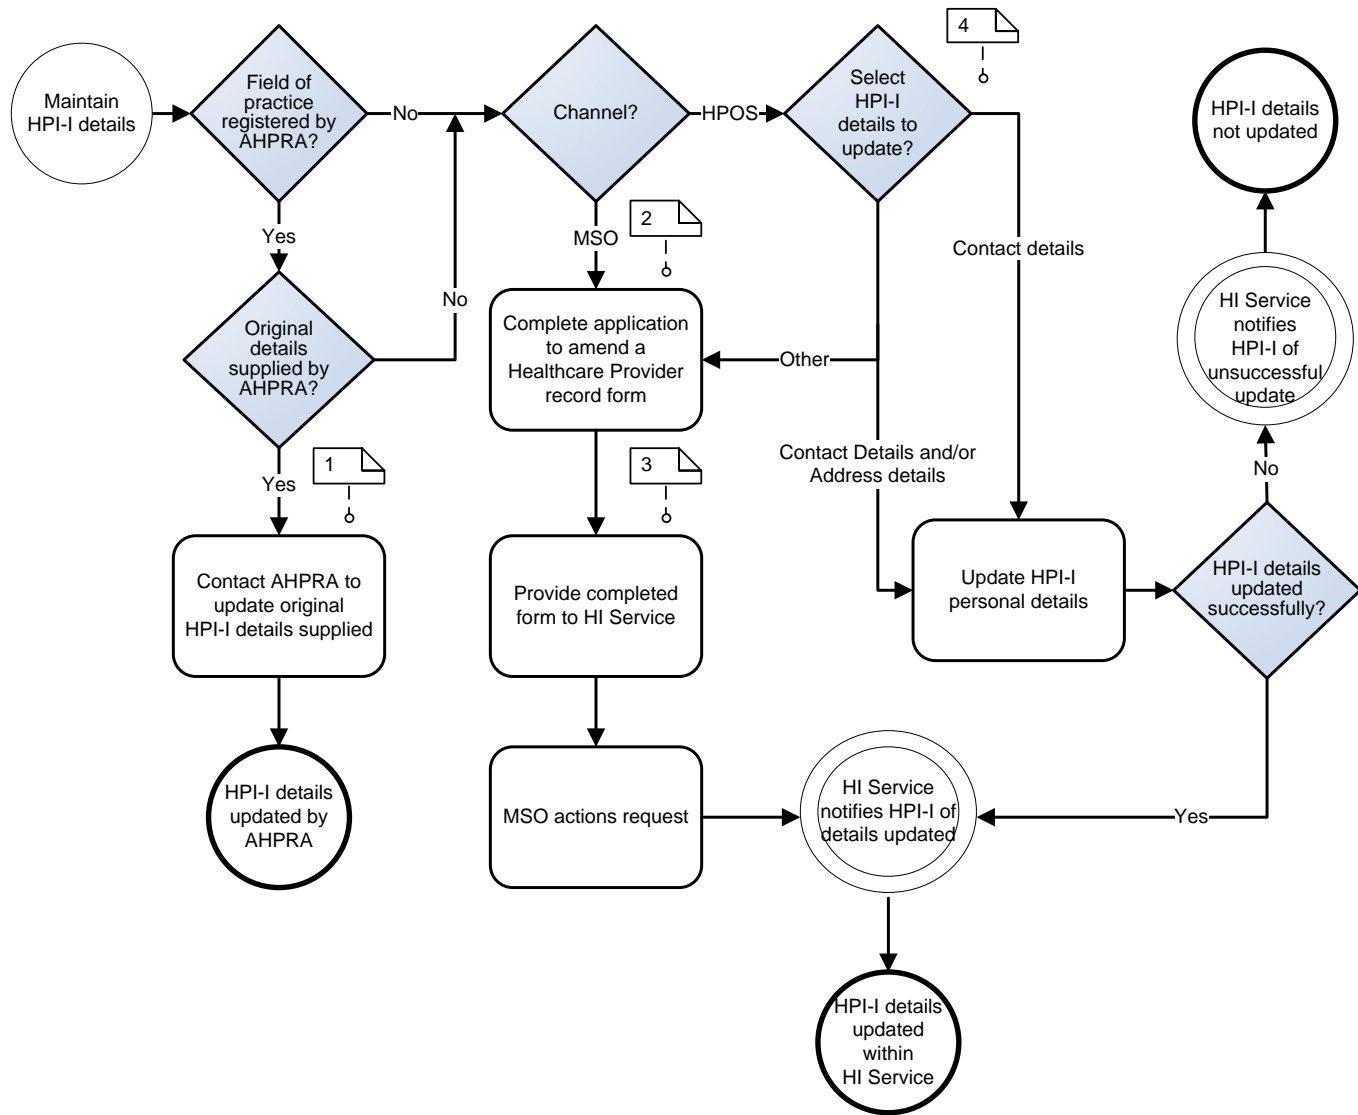 Maintain
HPI-I details
Field of
practice
registered by
AHPRA?
No
Channel?
HPOS
Select
HPI-I
details to
update?
4
HPI-I details
not updated
Yes
MSO
2
Contact details
No
Original
details
supplied by
AHPRA?
Complete application
to amend a
Healthcare Provider
record form
Other
HI Service
notifies
HPI-I of
unsuccessful
update
Yes
1
3
Contact Details and/or
Address details
No
Contact AHPRA to
update original
HPI-I details supplied
Provide completed
form to HI Service
Update HPI-I
personal details
HPI-I details
updated
successfully?
HPI-I details
updated by
AHPRA
MSO actions request
HI Service
notifies HPI-I of
details updated
Yes
HPI-I details
updated
within
HI Service